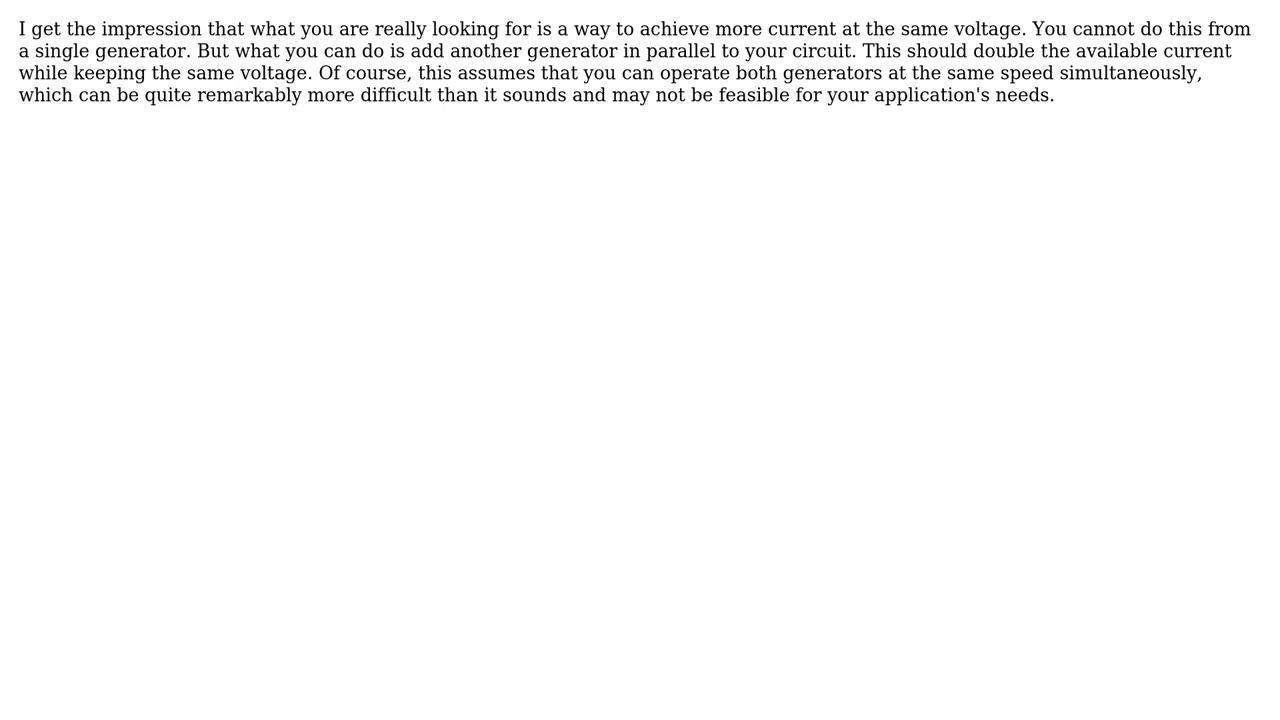 I get the impression that what you are really looking for is a way to achieve more current at the same voltage. You cannot do this from
a single generator. But what you can do is add another generator in parallel to your circuit. This should double the available current
while keeping the same voltage. Of course, this assumes that you can operate both generators at the same speed simultaneously,
which can be quite remarkably more difficult than it sounds and may not be feasible for your application's needs.